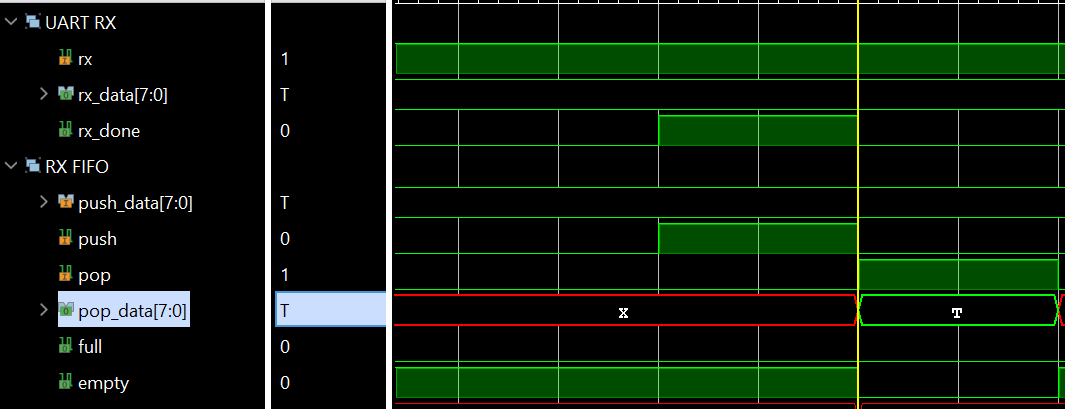 UART RX
rx 1
rx_data[7:0] T
rx_done 0
RX FIFO
push_data[7:0] T
push 0
pop 1
pop_data[7:0] T X T
full 0
empty 0